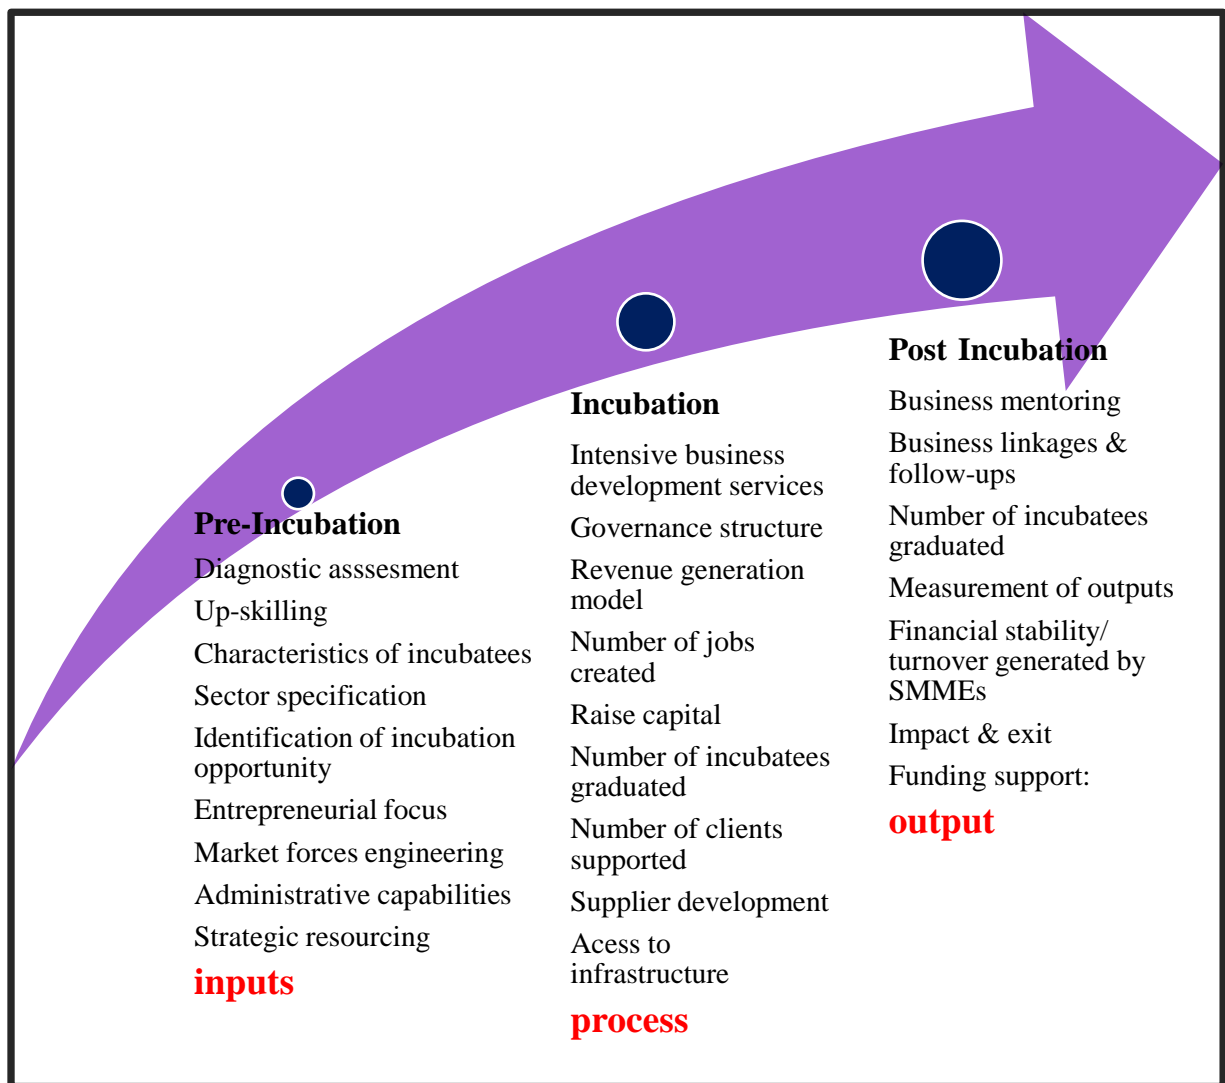 Pre-Incubation
Diagnostic asssesment
Up-skilling
Characteristics of incubatees
Sector specification
Identification of incubation
opportunity
Entrepreneurial focus
Market forces engineering
Administrative capabilities
Strategic resourcing
inputs
Incubation
Intensive business
development services
Governance structure
Revenue generation
model
Number of jobs
created
Raise capital
Number of incubatees
graduated
Number of clients
supported
Supplier development
Acess to
infrastructure
process
Post Incubation
Business mentoring
Business linkages &
follow-ups
Number of incubatees
graduated
Measurement of outputs
Financial stability/
turnover generated by
SMMEs
Impact & exit
Funding support:
output